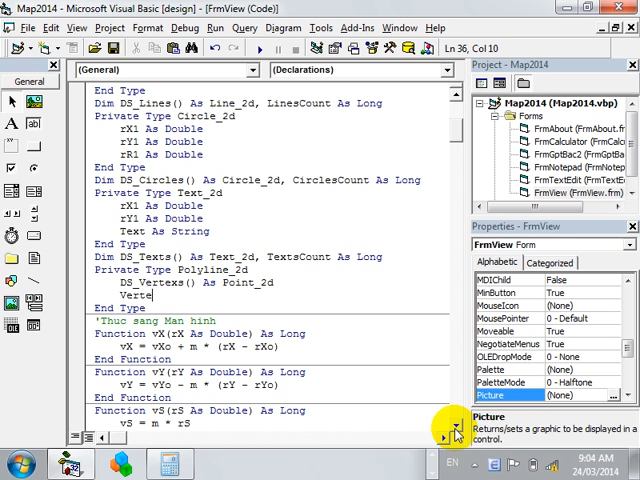 Map2014 - Microsoft Visual Basic [design] - [FrmView (Code)]
File Edit View Project Format Debug Run Query Diagram Tools Add-Ins Window Help
Ln 36, Col 10
General
(General)
(Declarations)
End Type
Dim DS_Lines() As Line_2d, LinesCount As Long
Private Type Circle_2d
rX1 As Double
rY1 As Double
rR1 As Double
End Type
Dim DS_Circles() As Circle_2d, CirclesCount As Long
Private Type Text_2d
rX1 As Double
rY1 As Double
Text As String
End Type
Dim DS_Texts() As Text_2d, TextsCount As Long
Private Type Polyline_2d
DS_Vertexs() As Point_2d
Verte
End Type
'Thuc sang Man hinh
Function vX(rX As Double) As Long
vX = vXo + m * (rX - rXo)
End Function
Function vY(rY As Double) As Long
vY = vYo - m * (rY - rYo)
End Function
Function vS(rS As Double) As Long
vS = m * rS
Project - Map2014
Map2014 (Map2014.vbp)
Forms
FrmAbout (FrmAbout.fr
FrmCalculator (FrmCalc
FrmGptBac2 (FrmGptBa
FrmNotepad (FrmNotep
FrmTextEdit (FrmTextEd
FrmView (FrmView.frm)
Properties - FrmView
FrmView Form
Alphabetic Categorized
MDIChild False
MinButton True
MouseIcon (None)
MousePointer 0 - Default
Moveable True
NegotiateMenus True
OLEDropMode 0 - None
Palette (None)
PaletteMode 0 - Halftone
Picture (None) ...
Picture
Returns/sets a graphic to be displayed in a
control.
EN
9:04 AM
24/03/2014